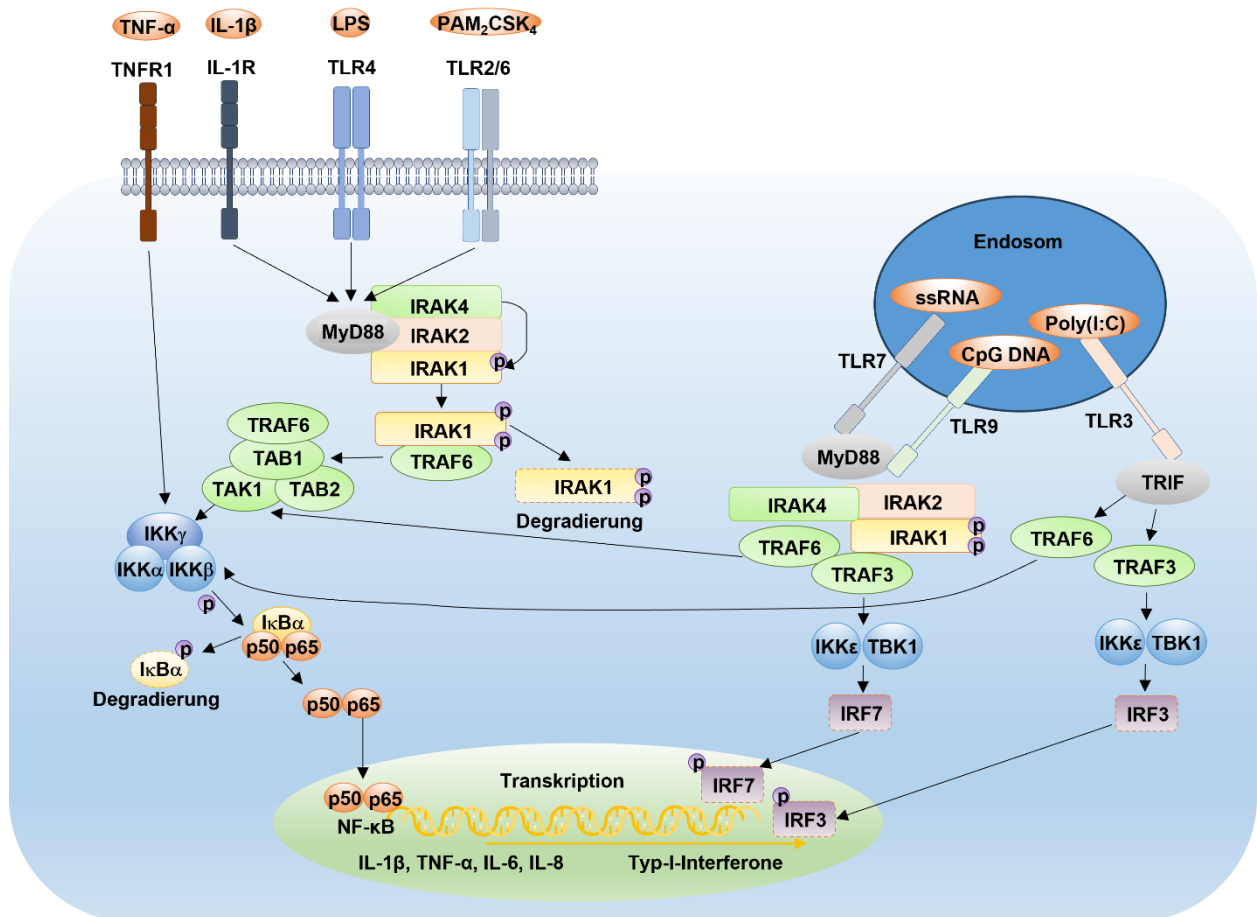 TNF-α
IL-1β
LPS
PAM₂CSK₄
TNFR1
IL-1R
TLR4
TLR2/6
Endosom
ssRNA
Poly(I:C)
CpG DNA
TLR7
TLR9
TLR3
MyD88
IRAK4
IRAK2
IRAK1
p
IRAK1
p
p
TRAF6
IRAK1
p
p
Degradierung
TRAF6
TAB1
TAK1
TAB2
MyD88
IRAK4
IRAK2
IRAK1
p
p
TRAF6
TRAF3
TRIF
TRAF6
TRAF3
IKKγ
IKKα
IKKβ
p
IκBα
p50
p65
p
IκBα
Degradierung
p50
p65
IKKε
TBK1
IKKε
TBK1
IRF7
IRF3
Transkription
p
IRF7
p
IRF3
p50
p65
NF-κB
IL-1β, TNF-α, IL-6, IL-8
Typ-I-Interferone